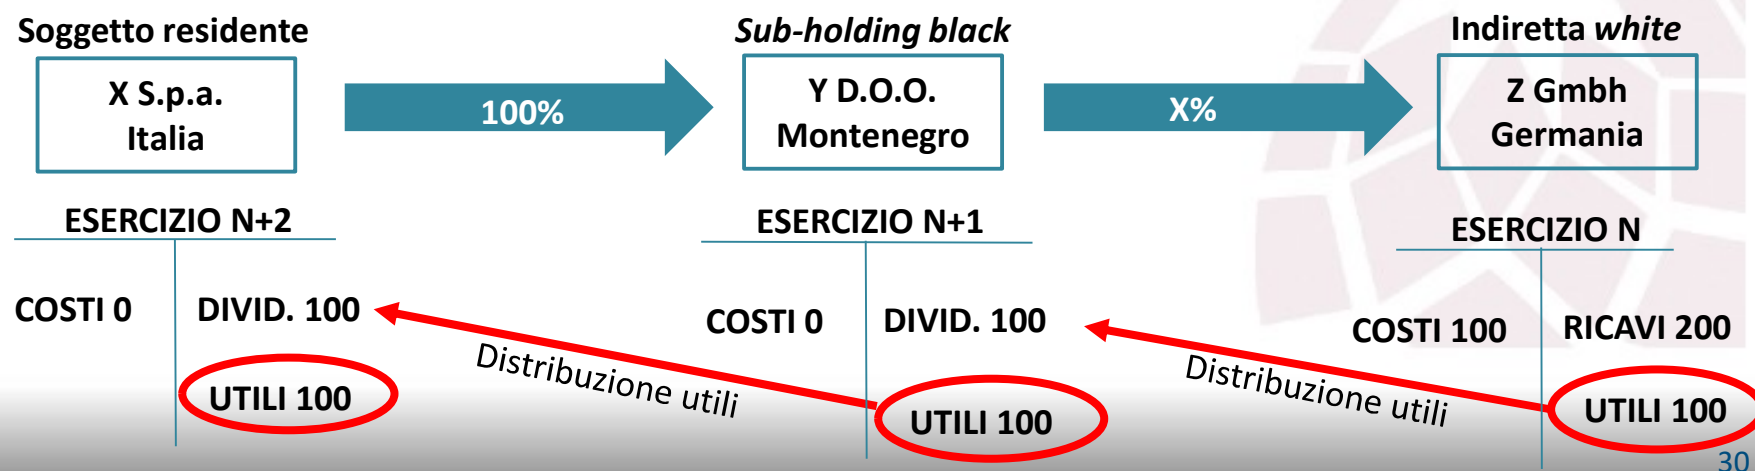 Soggetto residente
X S.p.a.
Italia
100%
Sub-holding black
Y D.O.O.
Montenegro
X%
Indiretta white
Z Gmbh
Germania
ESERCIZIO N+2
COSTI 0
DIVID. 100
UTILI 100
Distribuzione utili
ESERCIZIO N+1
COSTI 0
DIVID. 100
UTILI 100
Distribuzione utili
ESERCIZIO N
COSTI 100
RICAVI 200
UTILI 100
30